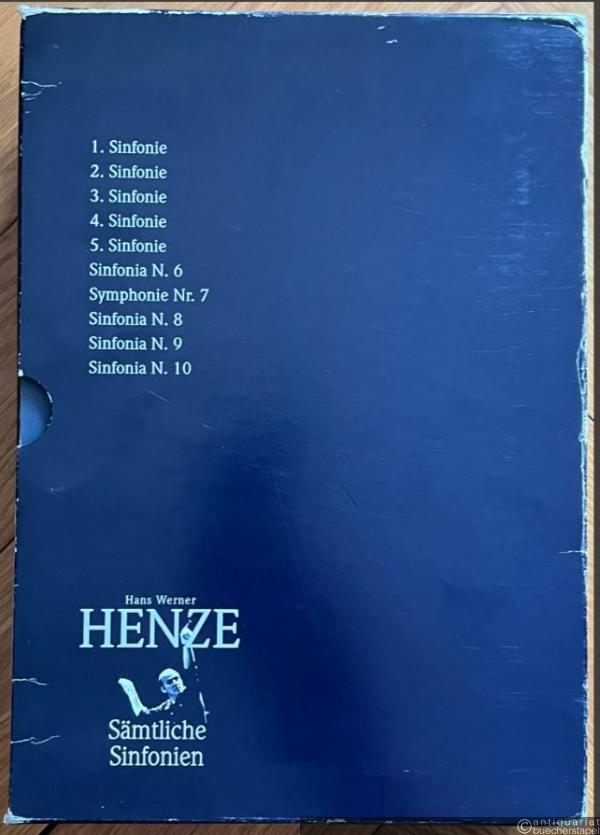 1. Sinfonie
2. Sinfonie
3. Sinfonie
4. Sinfonie
5. Sinfonie
Sinfonia N. 6
Symphonie Nr. 7
Sinfonia N. 8
Sinfonia N. 9
Sinfonia N. 10
Hans Werner
HENZE
Sämtliche
Sinfonien
©antiquariat
buecherstapel